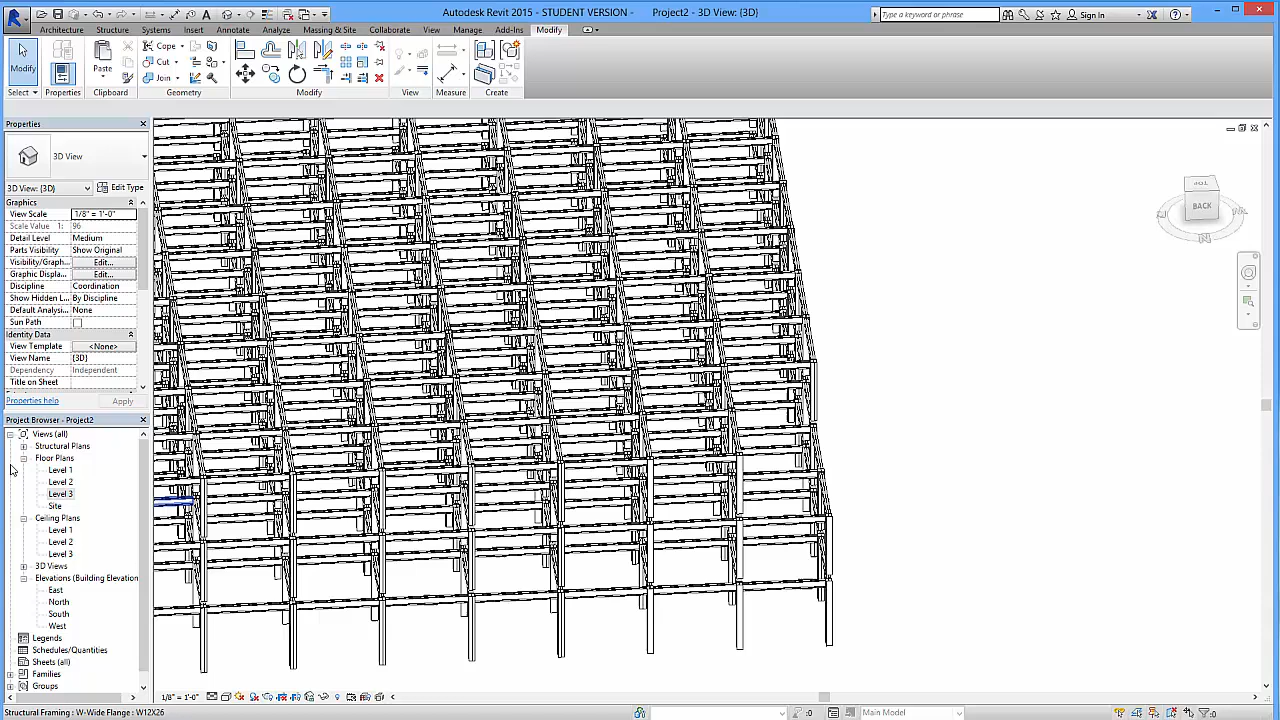 Autodesk Revit 2015 - STUDENT VERSION - Project2 - 3D View: {3D}
Type a keyword or phrase
Sign In
Architecture Structure Systems Insert Annotate Analyze Massing & Site Collaborate View Manage Add-Ins Modify
Modify
Properties
Paste
Cope
Cut
Join
Select Properties Clipboard Geometry Modify View Measure Create
Properties
3D View
3D View: {3D} Edit Type
Graphics
View Scale 1/8" = 1'-0"
Scale Value 1: 96
Detail Level Medium
Parts Visibility Show Original
Visibility/Graph... Edit...
Graphic Displa... Edit...
Discipline Coordination
Show Hidden L... By Discipline
Default Analysi... None
Sun Path
Identity Data
View Template <None>
View Name {3D}
Dependency Independent
Title on Sheet
Properties help Apply
Project Browser - Project2
Views (all)
Structural Plans
Floor Plans
Level 1
Level 2
Level 3
Site
Ceiling Plans
Level 1
Level 2
Level 3
3D Views
Elevations (Building Elevation
East
North
South
West
Legends
Schedules/Quantities
Sheets (all)
Families
Groups
TOP
BACK
N
1/8" = 1'-0"
Structural Framing : W-Wide Flange : W12X26
:0
Main Model
:0